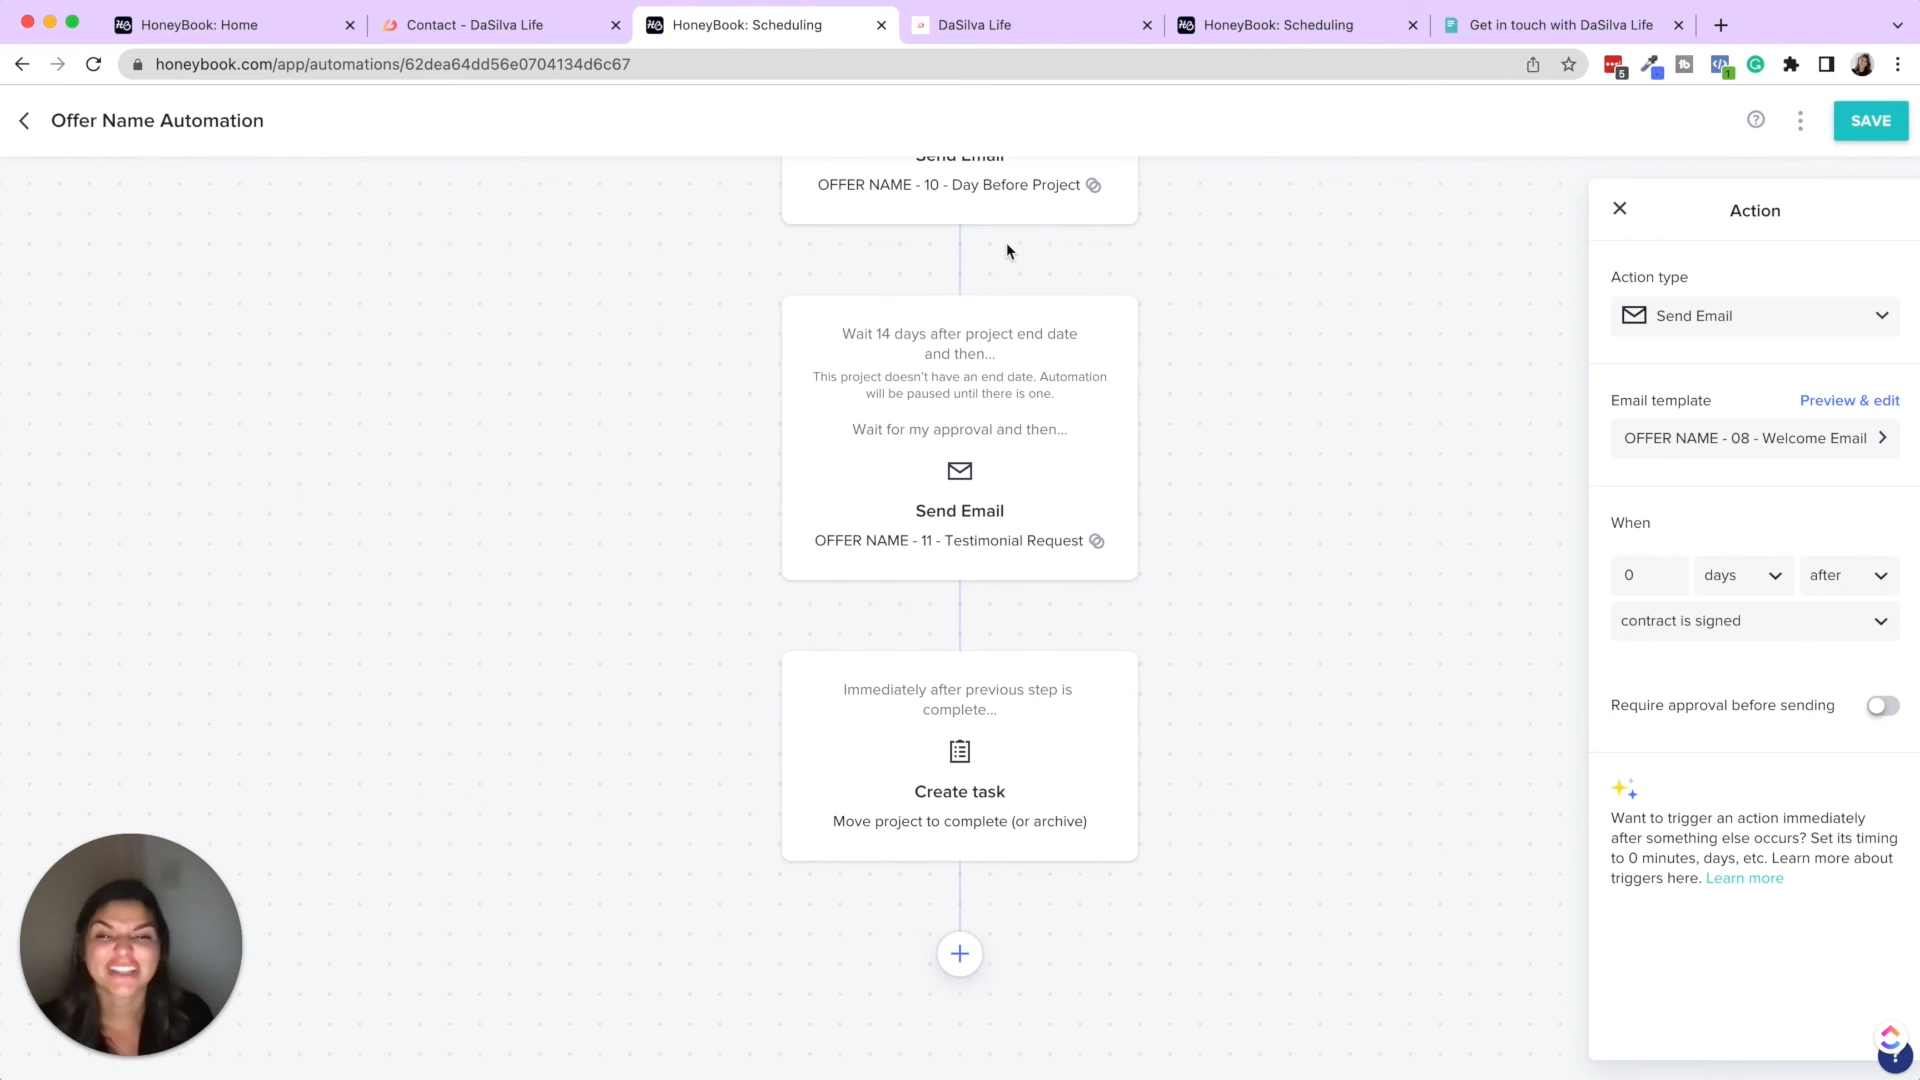 HoneyBook: Home
Contact - DaSilva Life
HoneyBook: Scheduling
DaSilva Life
HoneyBook: Scheduling
Get in touch with DaSilva Life
honeybook.com/app/automations/62dea64dd56e0704134d6c67
5
1
Offer Name Automation
SAVE
Send Email
OFFER NAME - 10 - Day Before Project
Wait 14 days after project end date
and then...
This project doesn't have an end date. Automation
will be paused until there is one.
Wait for my approval and then...
Send Email
OFFER NAME - 11 - Testimonial Request
Immediately after previous step is
complete...
Create task
Move project to complete (or archive)
Action
Action type
Send Email
Email template
Preview & edit
OFFER NAME - 08 - Welcome Email
When
0
days
after
contract is signed
Require approval before sending
Want to trigger an action immediately
after something else occurs? Set its timing
to 0 minutes, days, etc. Learn more about
triggers here. Learn more